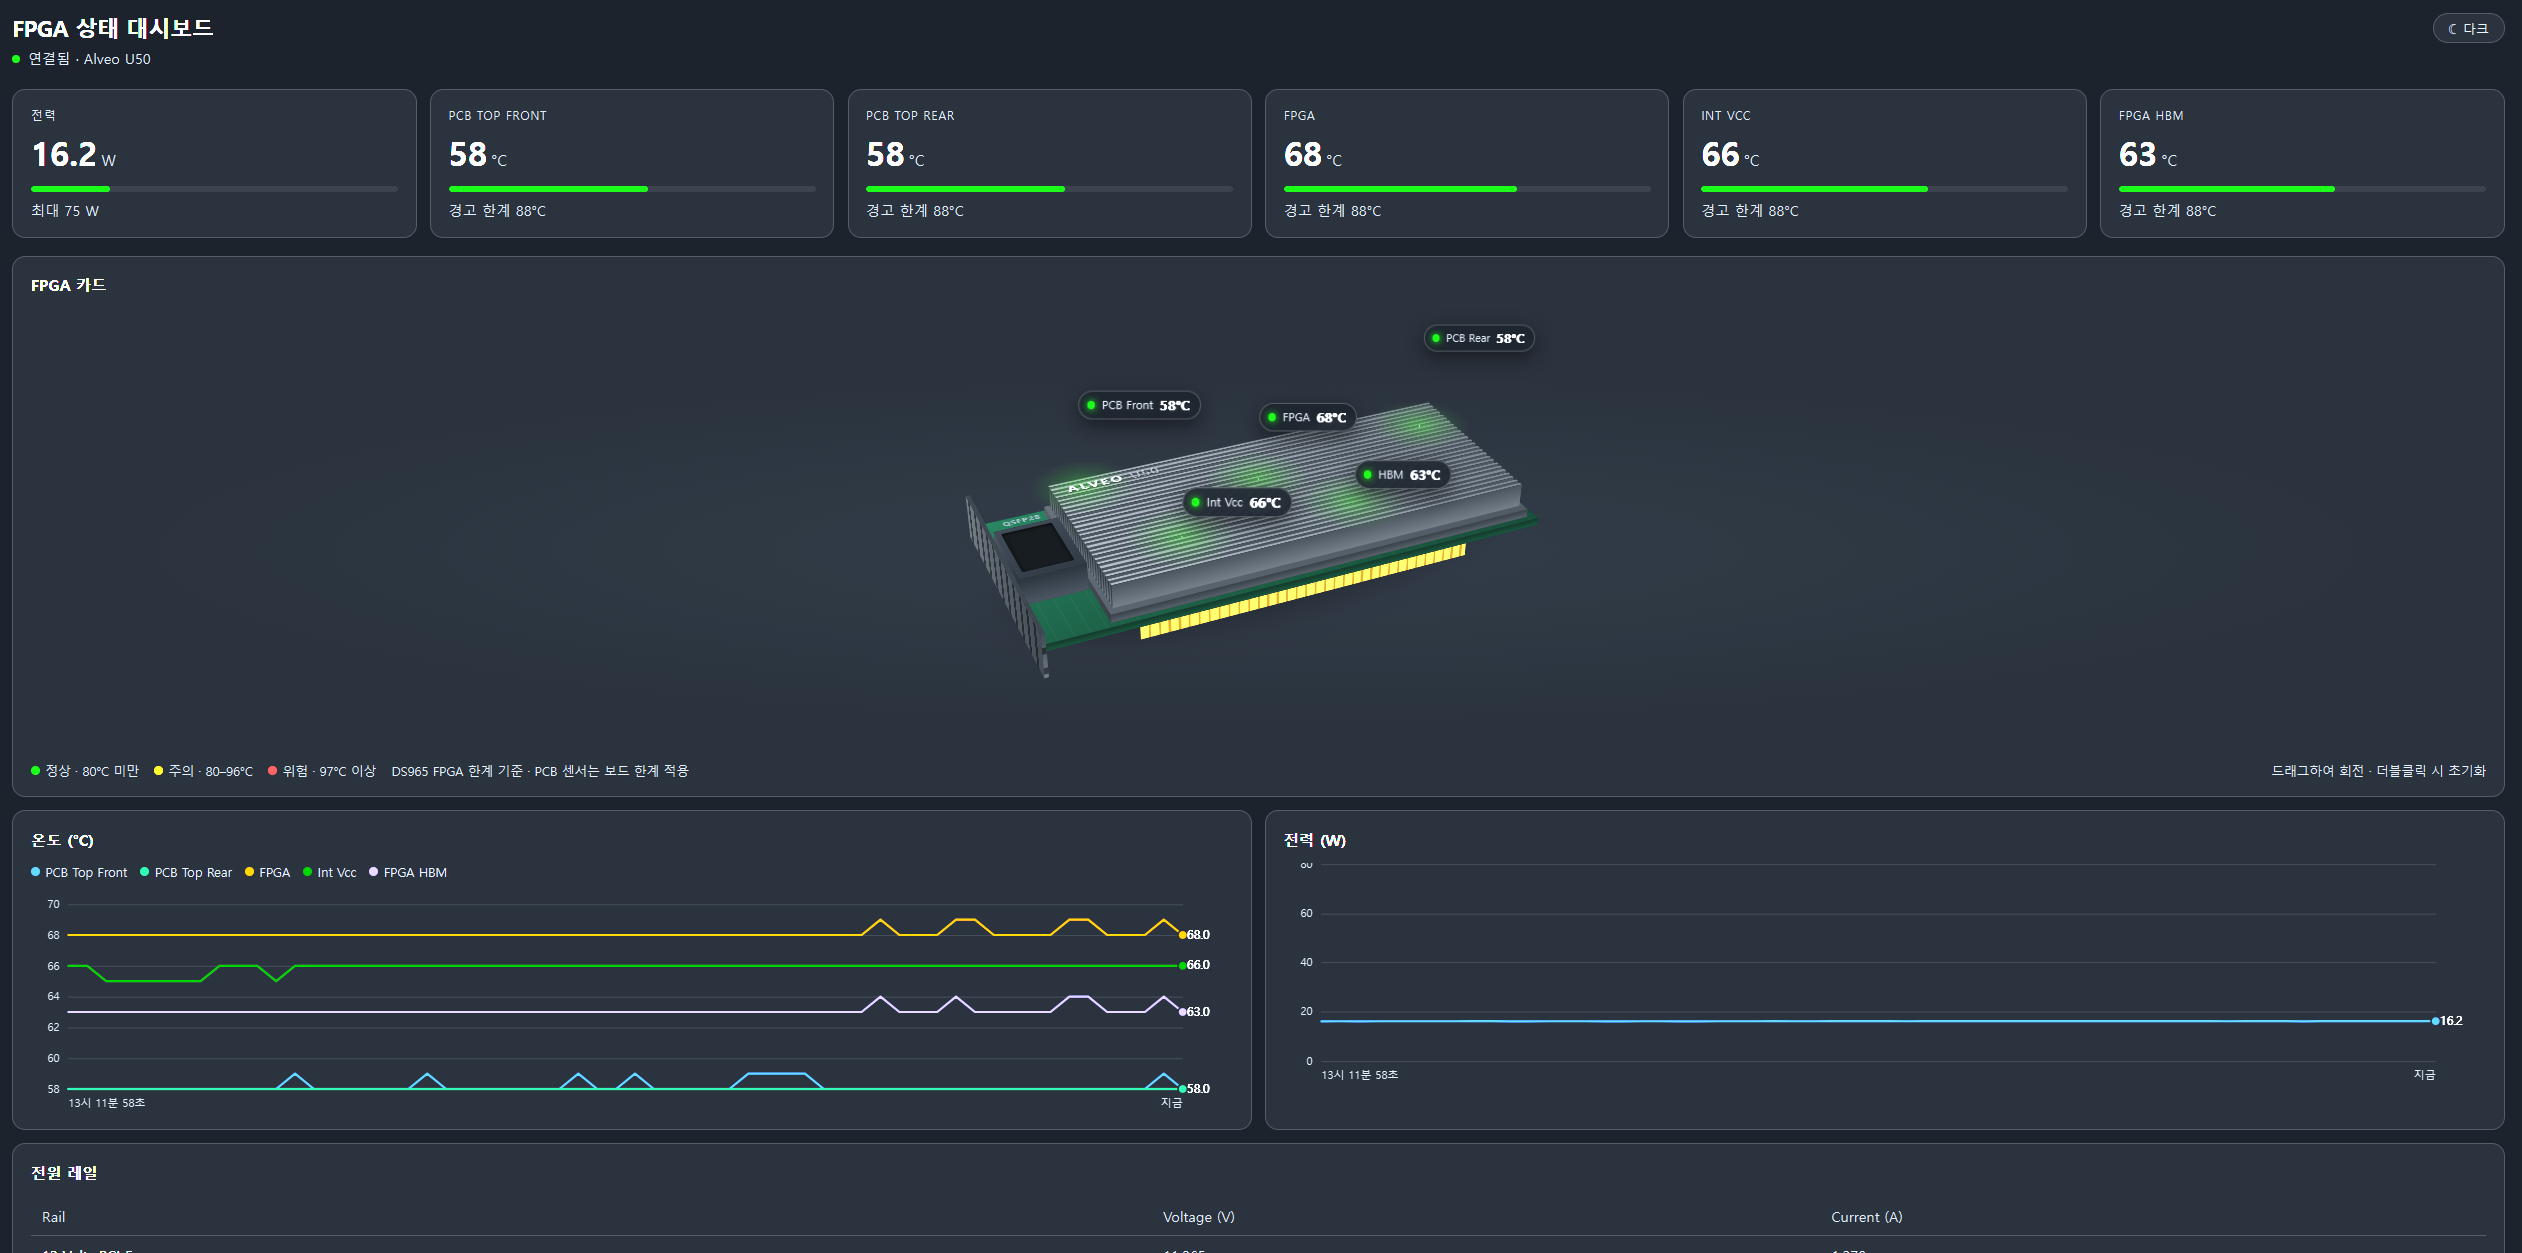 FPGA 상태 대시보드
☾ 다크
연결됨 · Alveo U50
전력
16.2 W
최대 75 W
PCB TOP FRONT
58 °C
경고 한계 88°C
PCB TOP REAR
58 °C
경고 한계 88°C
FPGA
68 °C
경고 한계 88°C
INT VCC
66 °C
경고 한계 88°C
FPGA HBM
63 °C
경고 한계 88°C
FPGA 카드
PCB Rear 58°C
PCB Front 58°C
FPGA 68°C
HBM 63°C
Int Vcc 66°C
ALVEO
QSFP28
정상 · 80°C 미만 주의 · 80–96°C 위험 · 97°C 이상 DS965 FPGA 한계 기준 · PCB 센서는 보드 한계 적용
드래그하여 회전 · 더블클릭 시 초기화
온도 (°C)
PCB Top Front PCB Top Rear FPGA Int Vcc FPGA HBM
70
68
66
64
62
60
58
68.0
66.0
63.0
58.0
13시 11분 58초
지금
전력 (W)
80
60
40
20
0
16.2
13시 11분 58초
지금
전원 레일
Rail Voltage (V) Current (A)